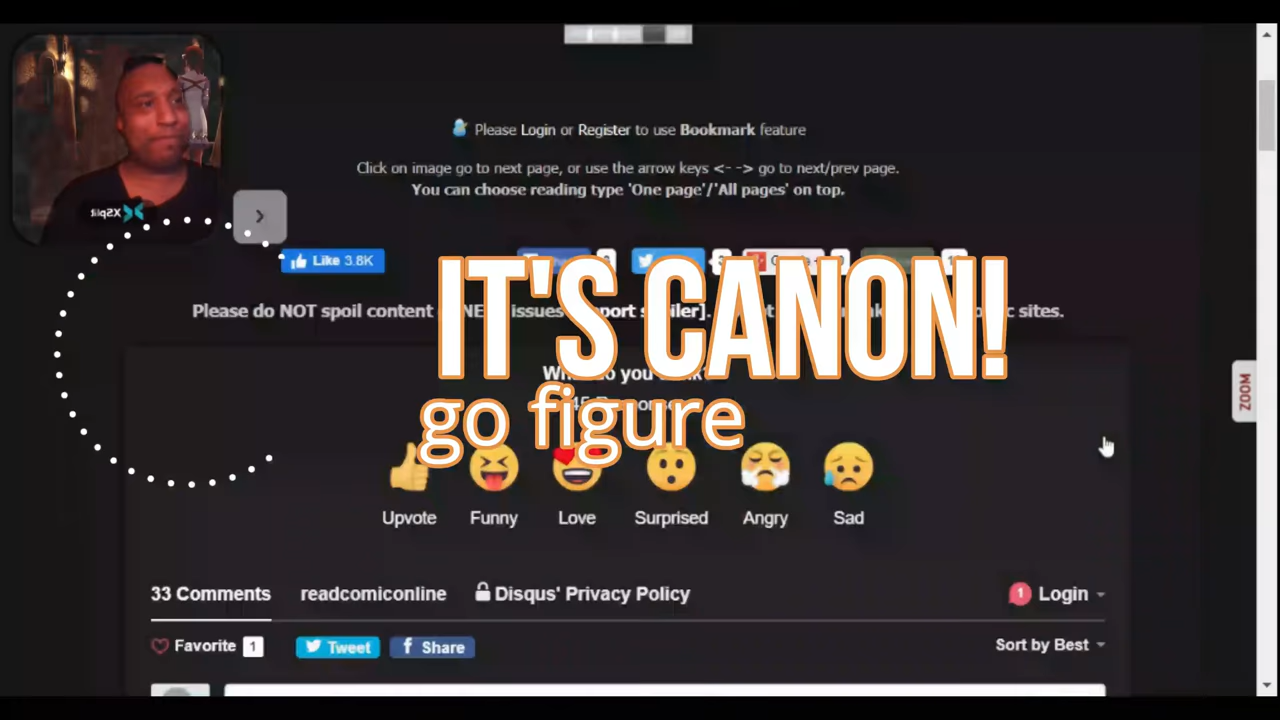 Please Login or Register to use Bookmark feature
Click on image go to next page, or use the arrow keys <- -> go to next/prev page.
You can choose reading type 'One page'/'All pages' on top.
XSplit
Like 3.8K
Please do NOT spoil content issues sites.
IT'S CANON!
go figure
Upvote Funny Love Surprised Angry Sad
33 Comments readcomiconline Disqus' Privacy Policy 1 Login
Favorite 1 Tweet Share Sort by Best
ZOOM